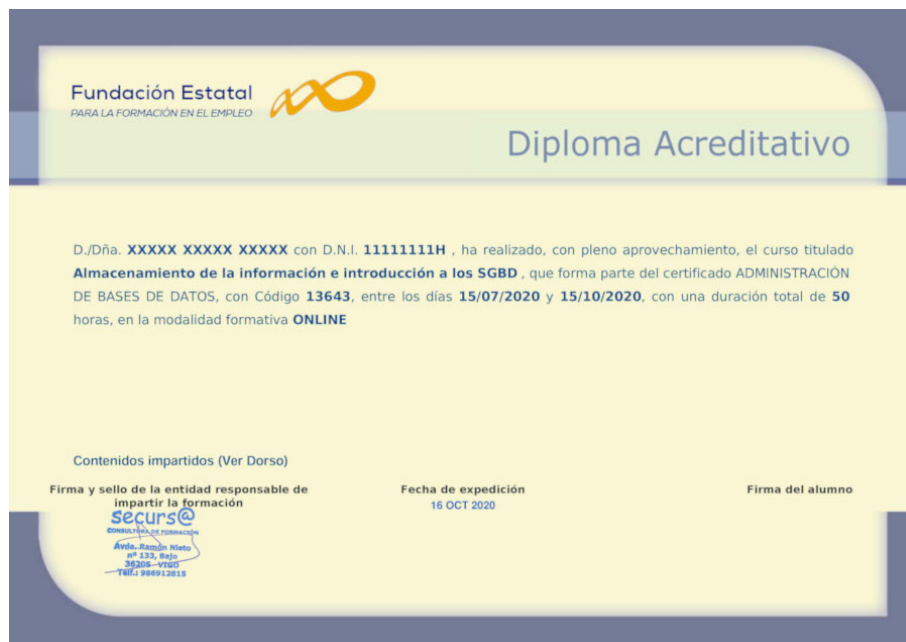 Fundación Estatal
PARA LA FORMACIÓN EN EL EMPLEO
Diploma Acreditativo
D./Dña. XXXXX XXXXX XXXXX con D.N.I. 11111111H , ha realizado, con pleno aprovechamiento, el curso titulado
Almacenamiento de la información e introducción a los SGBD , que forma parte del certificado ADMINISTRACIÓN
DE BASES DE DATOS, con Código 13643, entre los días 15/07/2020 y 15/10/2020, con una duración total de 50
horas, en la modalidad formativa ONLINE
Contenidos impartidos (Ver Dorso)
Firma y sello de la entidad responsable de
impartir la formación
Fecha de expedición
16 OCT 2020
Firma del alumno
securs@
CONSULTORA DE FORMACIÓN
Avda. Ramón Nieto
nº 133, Bajo
36205 - VIGO
Telf.: 986912815